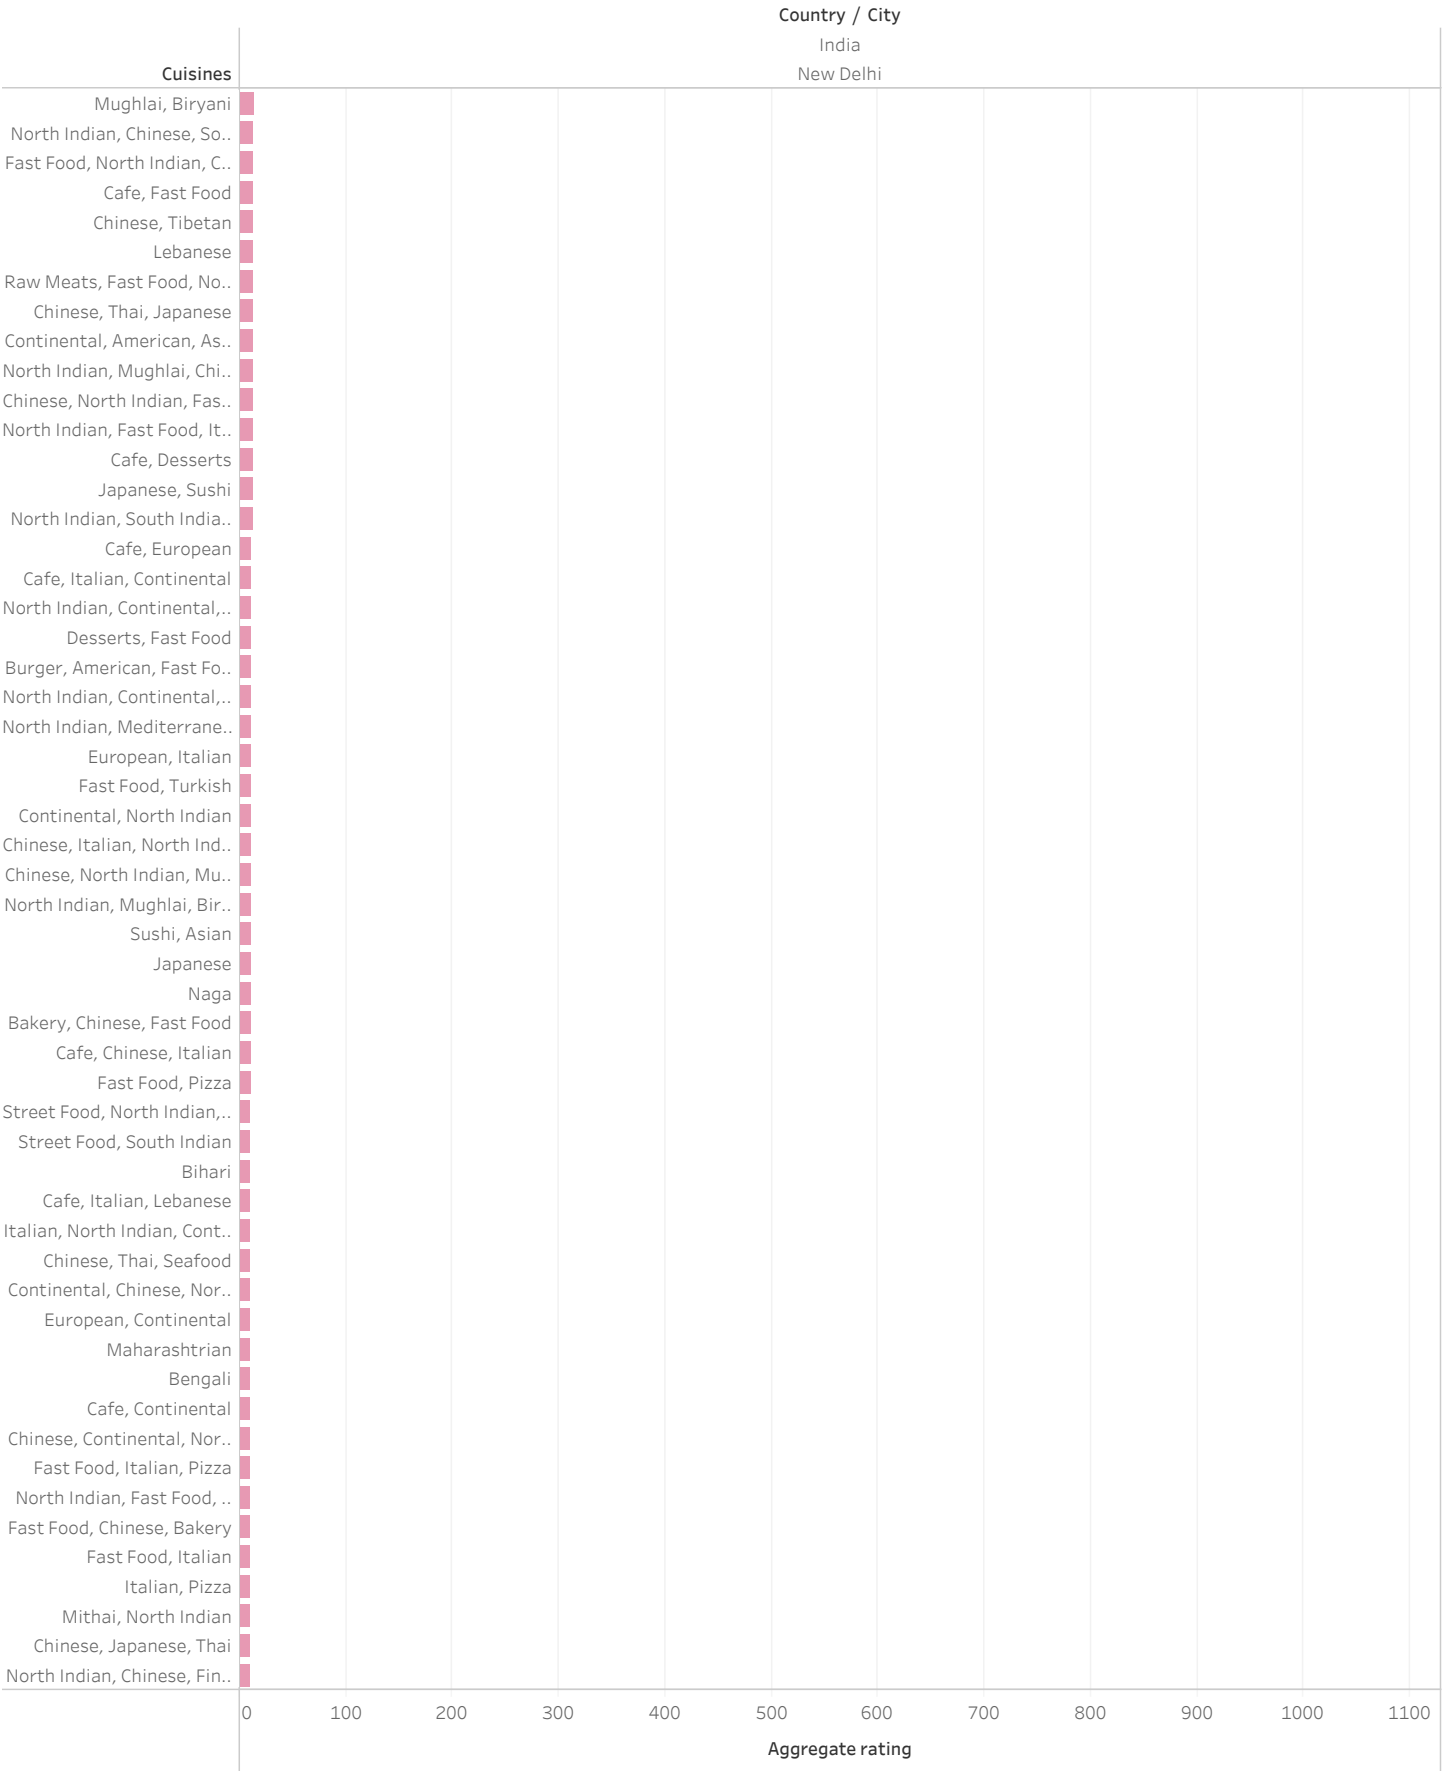 Country / City
India
Cuisines New Delhi
Mughlai, Biryani
North Indian, Chinese, So..
Fast Food, North Indian, C..
Cafe, Fast Food
Chinese, Tibetan
Lebanese
Raw Meats, Fast Food, No..
Chinese, Thai, Japanese
Continental, American, As..
North Indian, Mughlai, Chi..
Chinese, North Indian, Fas..
North Indian, Fast Food, It..
Cafe, Desserts
Japanese, Sushi
North Indian, South India..
Cafe, European
Cafe, Italian, Continental
North Indian, Continental,..
Desserts, Fast Food
Burger, American, Fast Fo..
North Indian, Continental,..
North Indian, Mediterrane..
European, Italian
Fast Food, Turkish
Continental, North Indian
Chinese, Italian, North Ind..
Chinese, North Indian, Mu..
North Indian, Mughlai, Bir..
Sushi, Asian
Japanese
Naga
Bakery, Chinese, Fast Food
Cafe, Chinese, Italian
Fast Food, Pizza
Street Food, North Indian,..
Street Food, South Indian
Bihari
Cafe, Italian, Lebanese
Italian, North Indian, Cont..
Chinese, Thai, Seafood
Continental, Chinese, Nor..
European, Continental
Maharashtrian
Bengali
Cafe, Continental
Chinese, Continental, Nor..
Fast Food, Italian, Pizza
North Indian, Fast Food, ..
Fast Food, Chinese, Bakery
Fast Food, Italian
Italian, Pizza
Mithai, North Indian
Chinese, Japanese, Thai
North Indian, Chinese, Fin..
0 100 200 300 400 500 600 700 800 900 1000 1100
Aggregate rating